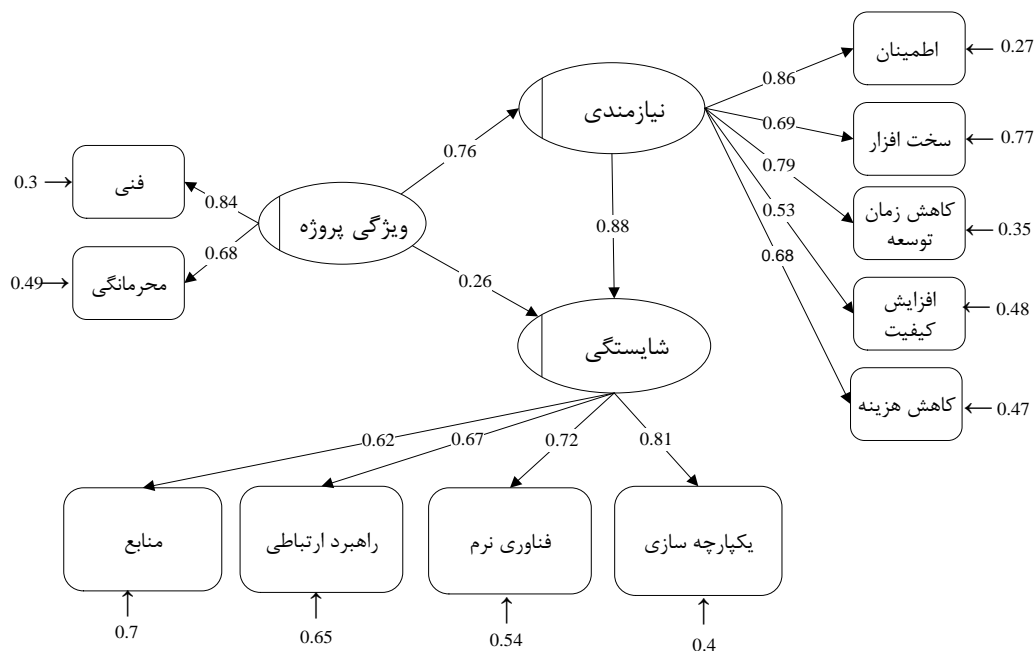 اطمینان
0.27
0.86
نیازمندی
سخت افزار
0.77
0.69
0.76
0.79
فنی
0.3
0.84
کاهش زمان
توسعه
0.35
0.53
ویژگی پروژه
0.88
0.68
0.68
محرمانگی
0.49
0.26
افزایش
کیفیت
0.48
شایستگی
کاهش هزینه
0.47
0.62
0.67
0.72
0.81
یکپارچه سازی
فناوری نرم
راهبرد ارتباطی
منابع
0.7
0.65
0.54
0.4